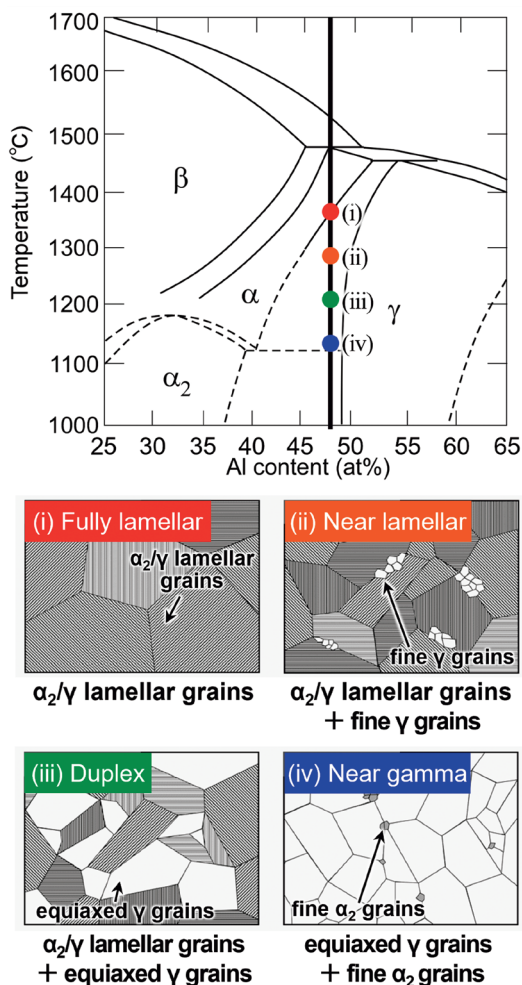 1700
1600
1500
1400
1300
1200
1100
1000
Temperature (℃)
β
α
α₂
γ
(i)
(ii)
(iii)
(iv)
25 30 35 40 45 50 55 60 65
Al content (at%)
(i) Fully lamellar
α₂/γ lamellar
grains
α₂/γ lamellar grains
(ii) Near lamellar
fine γ grains
α₂/γ lamellar grains
+ fine γ grains
(iii) Duplex
equiaxed γ grains
α₂/γ lamellar grains
+ equiaxed γ grains
(iv) Near gamma
fine α₂ grains
equiaxed γ grains
+ fine α₂ grains